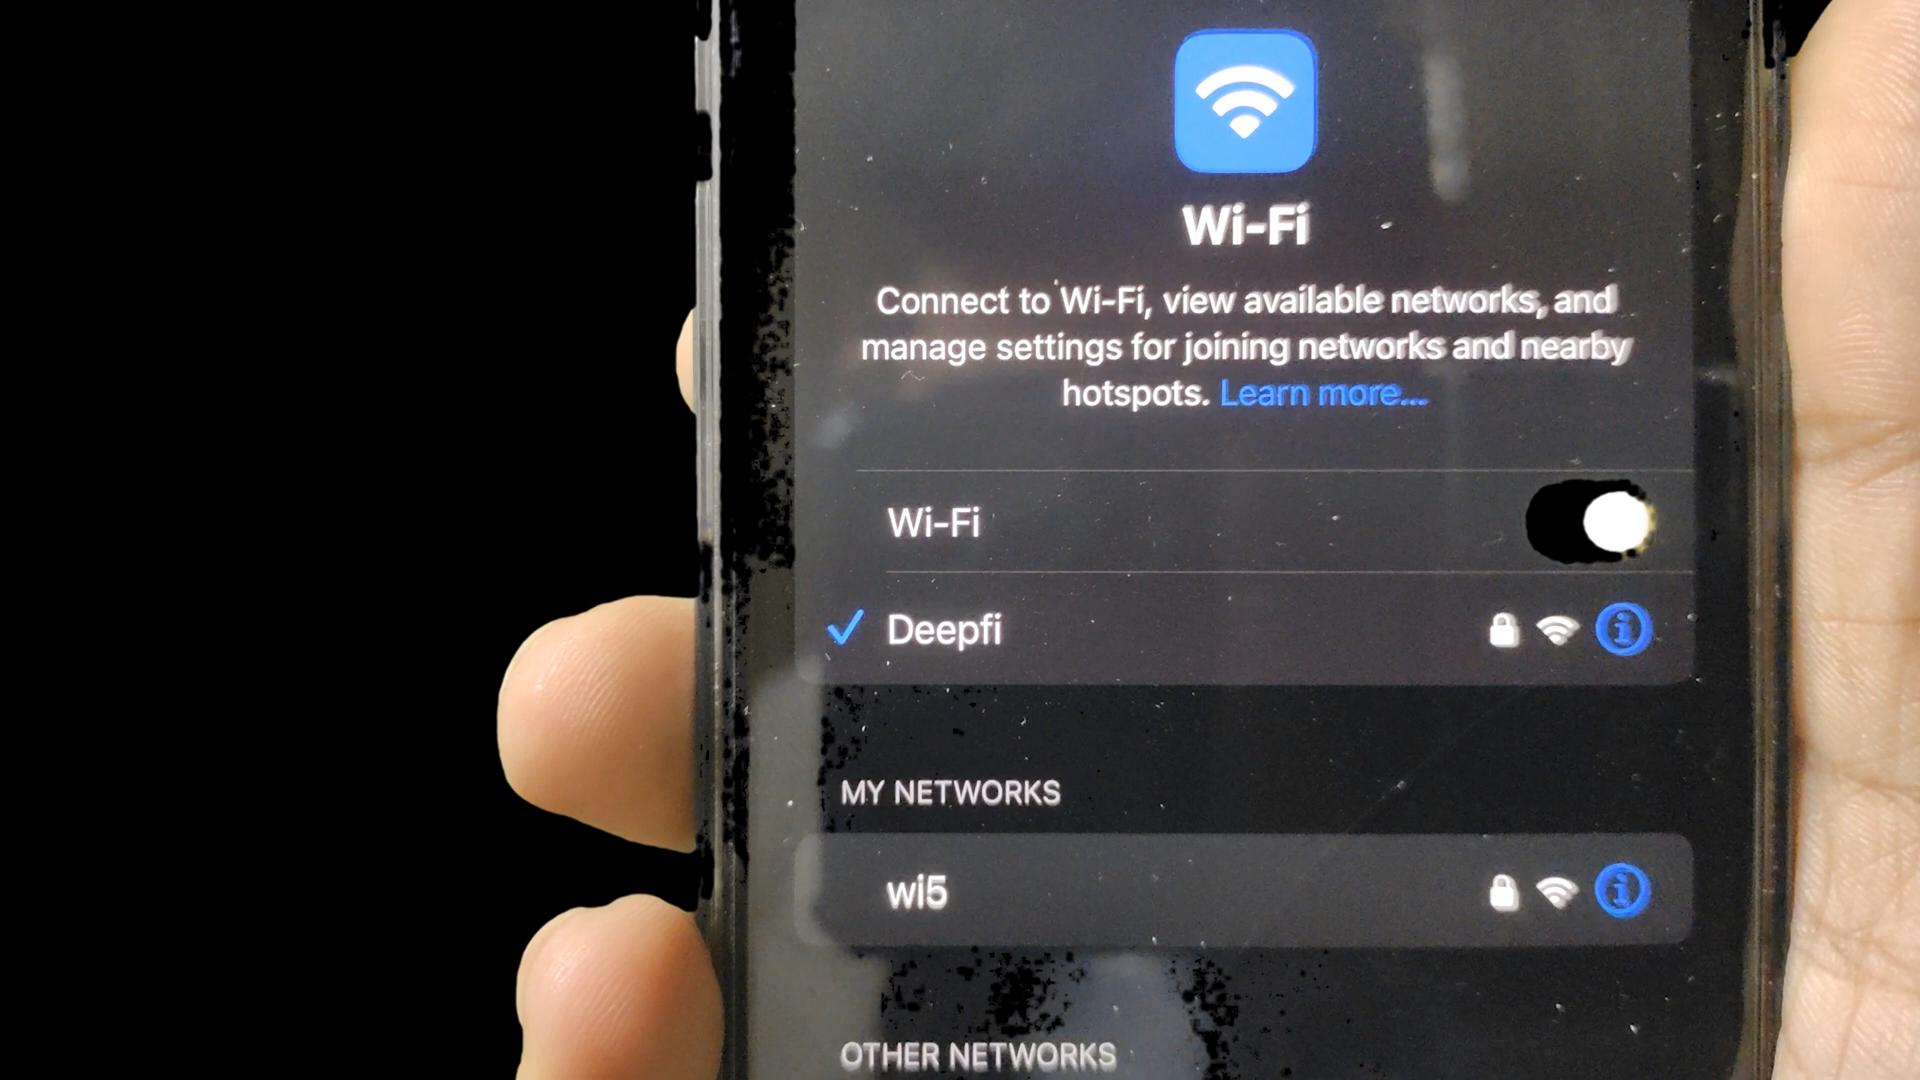 Wi-Fi
Connect to Wi-Fi, view available networks, and
manage settings for joining networks and nearby
hotspots. Learn more...
Wi-Fi
Deepfi
MY NETWORKS
wi5
OTHER NETWORKS